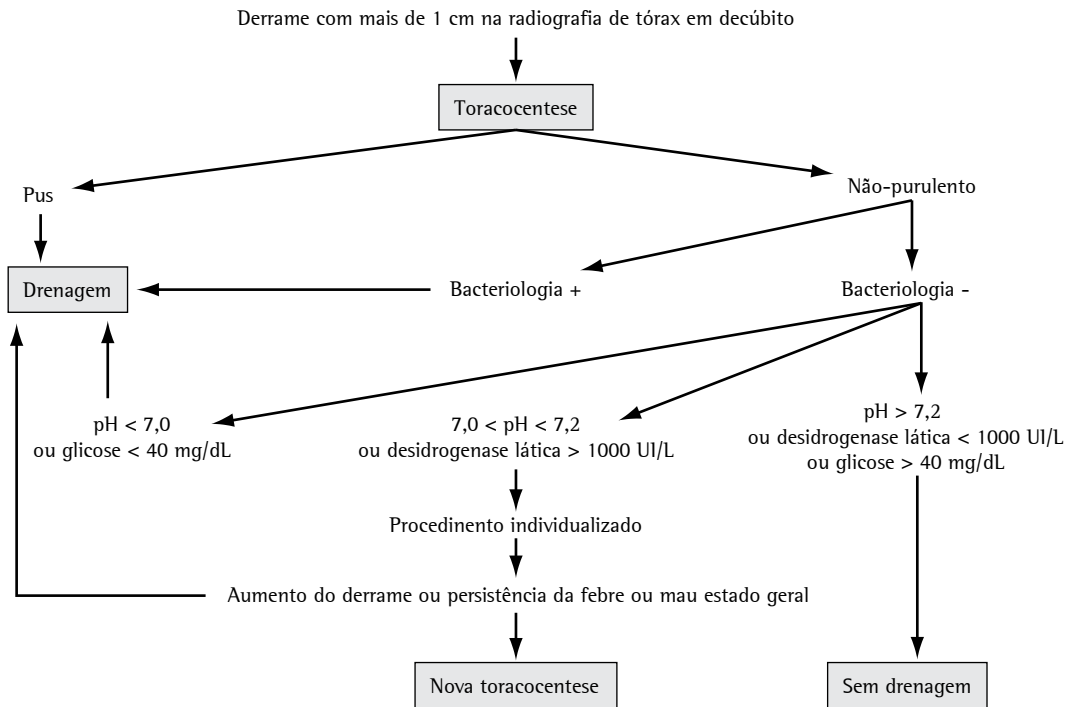 Derrame com mais de 1 cm na radiografia de tórax em decúbito
Toracocentese
Pus
Não-purulento
Drenagem
Bacteriologia +
Bacteriologia -
pH < 7,0
ou glicose < 40 mg/dL
7,0 < pH < 7,2
ou desidrogenase lática > 1000 UI/L
pH > 7,2
ou desidrogenase lática < 1000 UI/L
ou glicose > 40 mg/dL
Procedinento individualizado
Aumento do derrame ou persistência da febre ou mau estado geral
Nova toracocentese
Sem drenagem